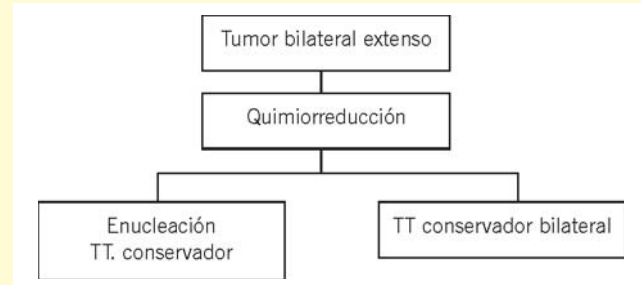 Tumor bilateral extenso
Quimiorreducción
Enucleación
TT. conservador
TT conservador bilateral